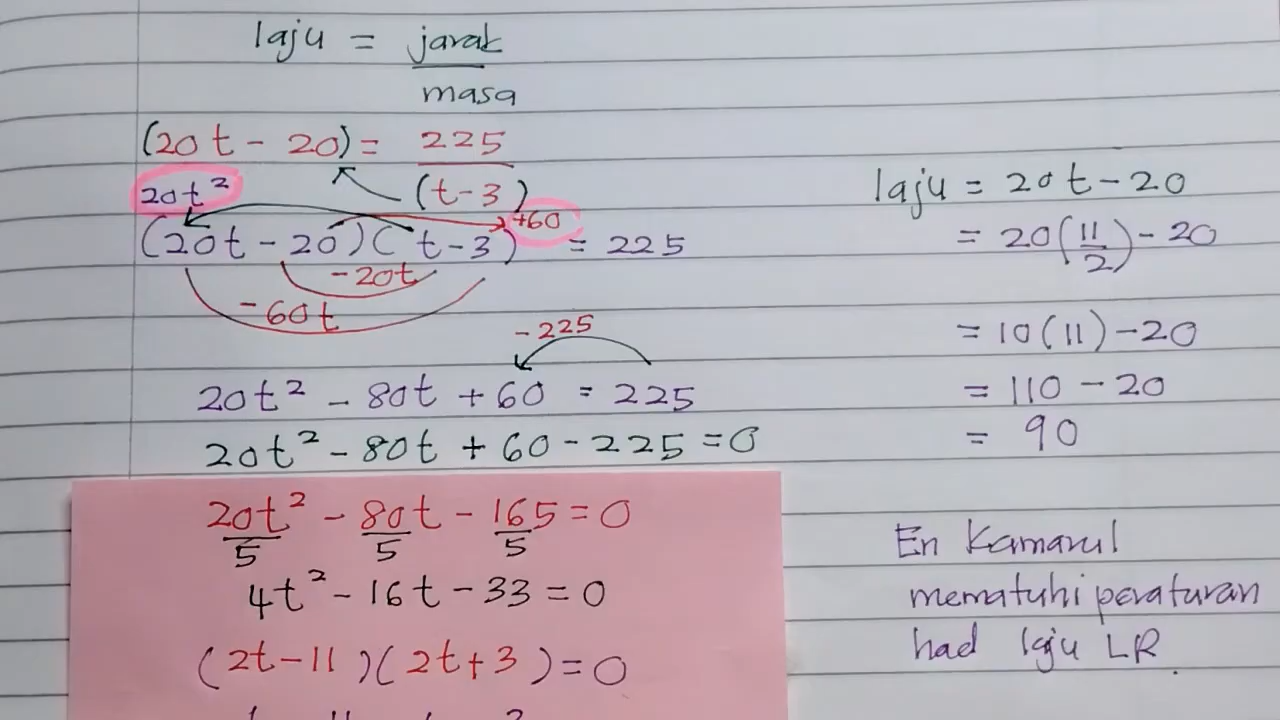 laju = jarak
masa
(20t - 20) = 225
20t² (t-3)
+60
(20t - 20)(t-3) = 225
-20t
-60t
-225
20t² - 80t + 60 = 225
20t² - 80t + 60 - 225 = 0
20t² - 80t - 165 = 0
5 5 5
4t² - 16t - 33 = 0
(2t-11)(2t+3) = 0
laju = 20t - 20
= 20(11/2) - 20
= 10(11) - 20
= 110 - 20
= 90
En Kamarul
mematuhi peraturan
had laju LR.